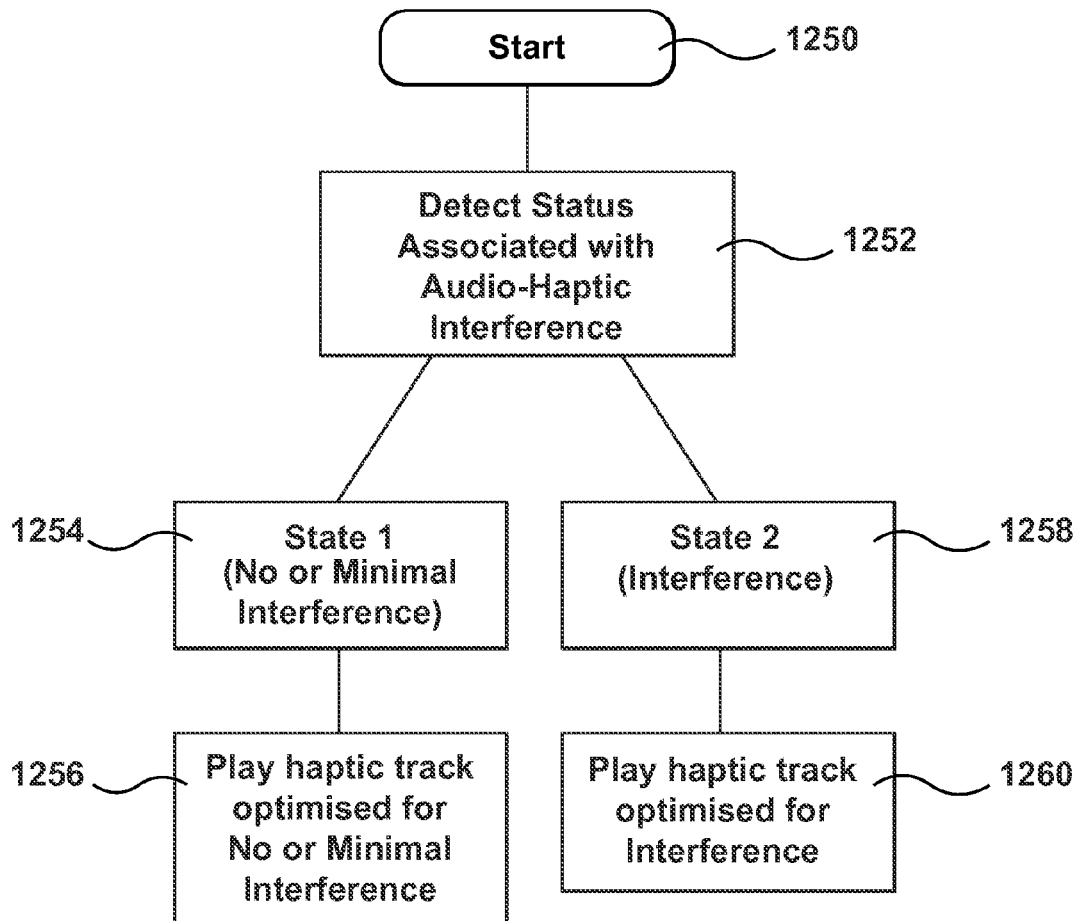 Start
1250
Detect Status
Associated with
Audio-Haptic
Interference
1252
1254
State 1
(No or Minimal
Interference)
State 2
(Interference)
1258
1256
Play haptic track
optimised for
No or Minimal
Interference
Play haptic track
optimised for
Interference
1260